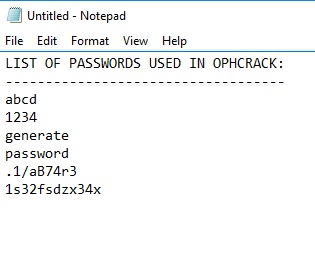 Untitled - Notepad
File Edit Format View Help
LIST OF PASSWORDS USED IN OPHCRACK:
----------------------------------
abcd
1234
generate
password
.1/aB74r3
1s32fsdzx34x